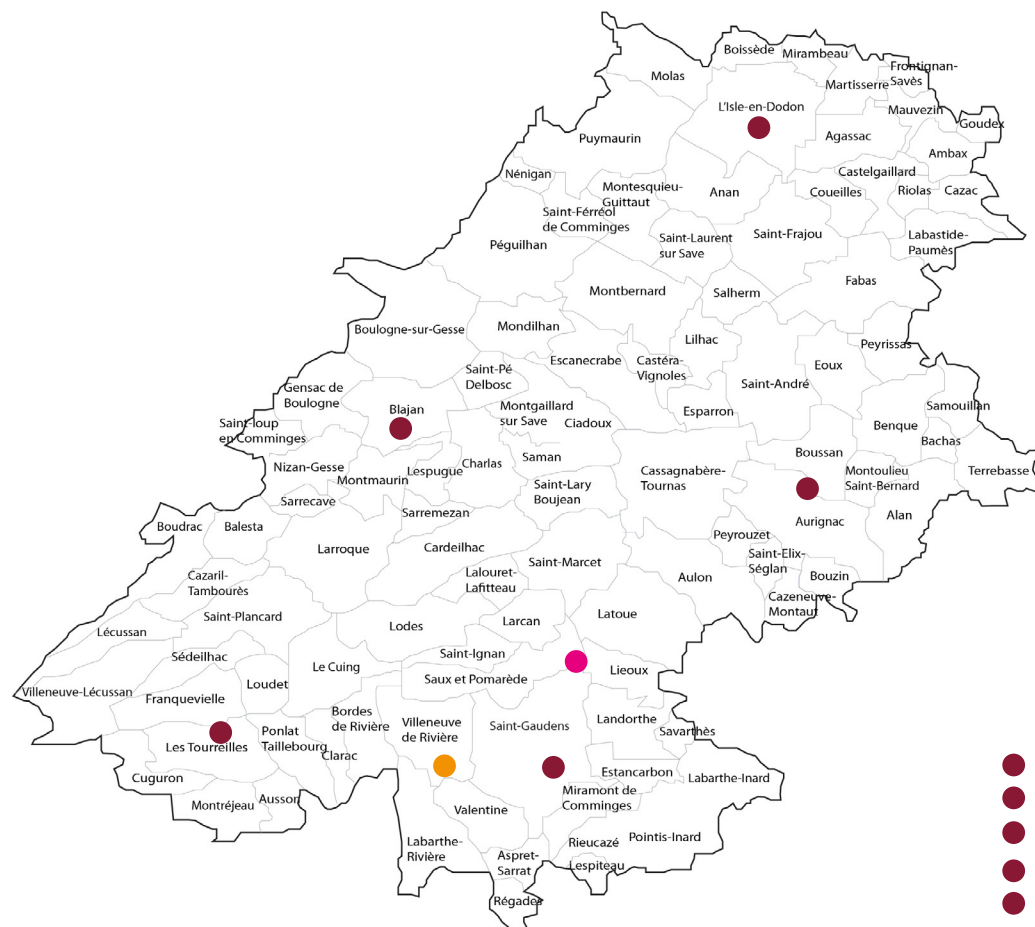 Boissède
Mirambeau
Molas
Frontignan-
Savès
Martisserre
L'Isle-en-Dodon
Mauvezin
Goudex
Puymaurin
Agassac
Ambax
Nénigan
Castelgaillard
Montesquieu-
Guittaut
Anan
Coueilles
Riolas
Cazac
Saint-Férréol
de Comminges
Péguilhan
Saint-Laurent
sur Save
Saint-Frajou
Labastide-
Paumès
Montbernard
Salherm
Fabas
Boulogne-sur-Gesse
Mondilhan
Lilhac
Peyrissas
Escanecrabe
Castéra-
Vignoles
Eoux
Saint-Pé
Delbosc
Saint-André
Gensac de
Boulogne
Blajan
Montgaillard
sur Save
Ciadoux
Esparron
Samouillan
Saint-loup
en Comminges
Benque
Bachas
Nizan-Gesse
Montmaurin
Lespugue
Charlas
Saman
Boussan
Cassagnabère-
Tournas
Montoulieu
Saint-Bernard
Terrebasse
Saint-Lary
Boujean
Sarrecave
Sarremezan
Boudrac
Balesta
Aurignac
Alan
Larroque
Cardeilhac
Peyrouzet
Saint-Marcet
Saint-Elix-
Séglan
Cazaril-
Tambourès
Lalouret-
Lafitteau
Aulon
Bouzin
Cazeneuve-
Montaut
Saint-Plancard
Lodes
Larcan
Latoue
Lécussan
Sédeilhac
Le Cuing
Saint-Ignan
Saux et Pomarède
Lieoux
Villeneuve-Lécussan
Franquevielle
Loudet
Bordes
de Rivière
Villeneuve
de Rivière
Saint-Gaudens
Landorthe
Savarthès
Les Tourreilles
Ponlat
Taillebourg
Clarac
Estancarbon
Labarthe-Inard
Cuguron
Montréjeau
Ausson
Valentine
Miramont de
Comminges
Labarthe-
Rivière
Rieucazé
Pointis-Inard
Aspret-
Sarrat
Lespiteau
Régades